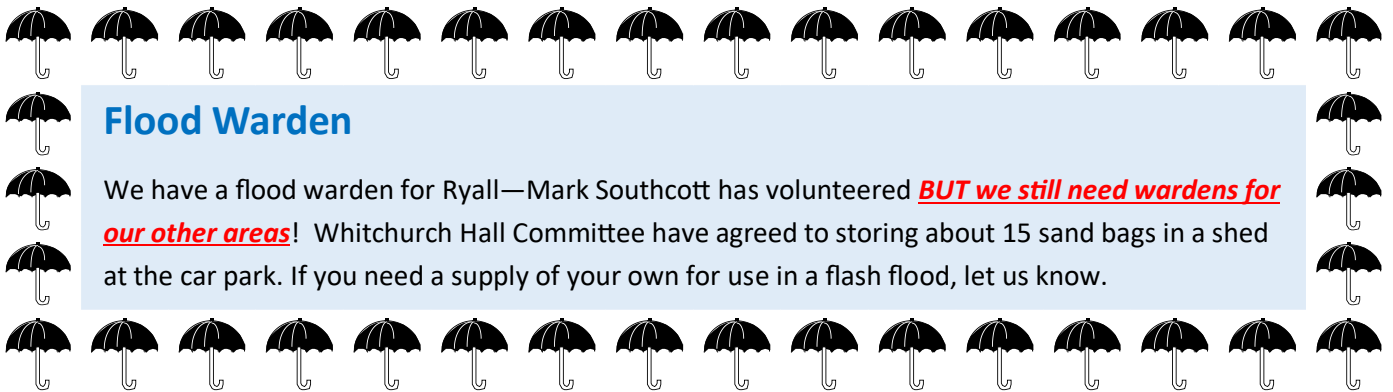 Flood Warden
We have a flood warden for Ryall—Mark Southcott has volunteered BUT we still need wardens for
our other areas!  Whitchurch Hall Committee have agreed to storing about 15 sand bags in a shed
at the car park. If you need a supply of your own for use in a flash flood, let us know.